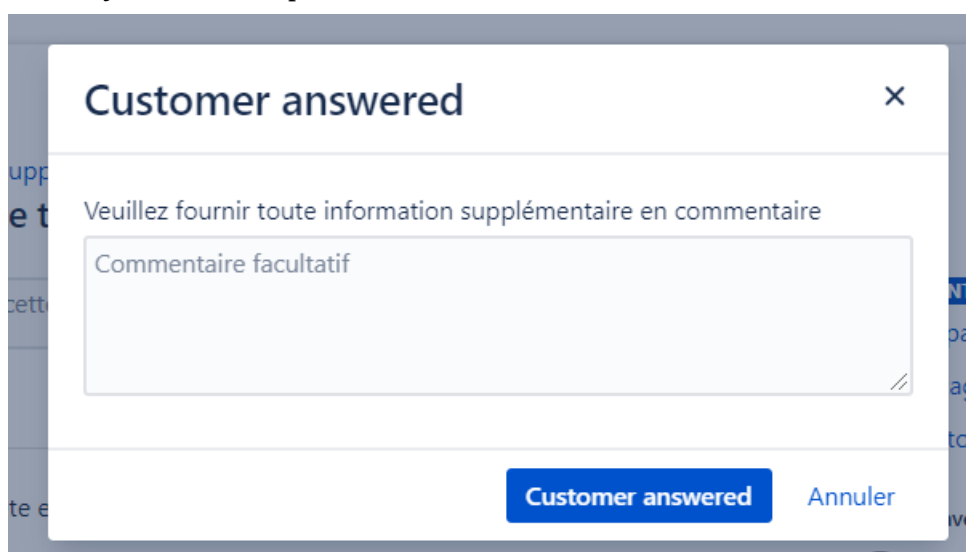 Customer answered
Veuillez fournir toute information supplémentaire en commentaire
Commentaire facultatif
Customer answered Annuler